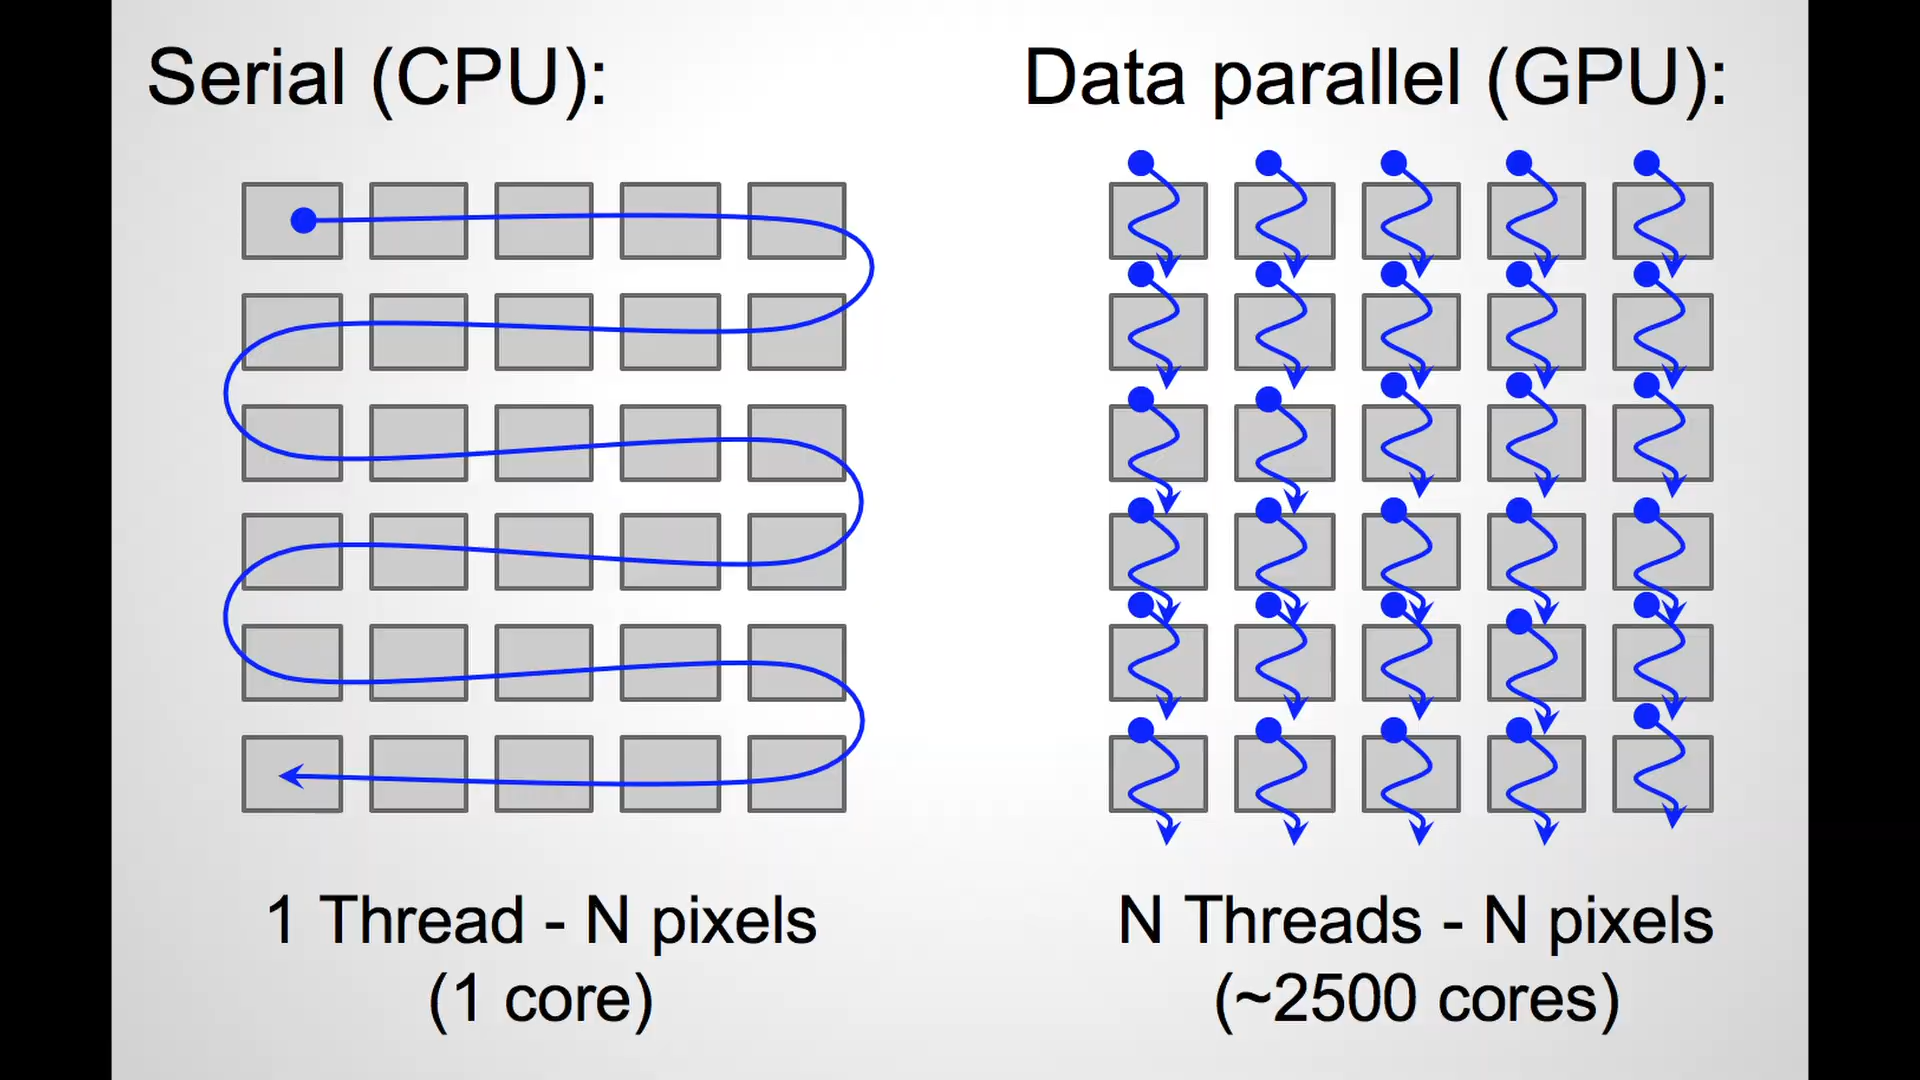 Serial (CPU):
Data parallel (GPU):
1 Thread - N pixels
(1 core)
N Threads - N pixels
(~2500 cores)